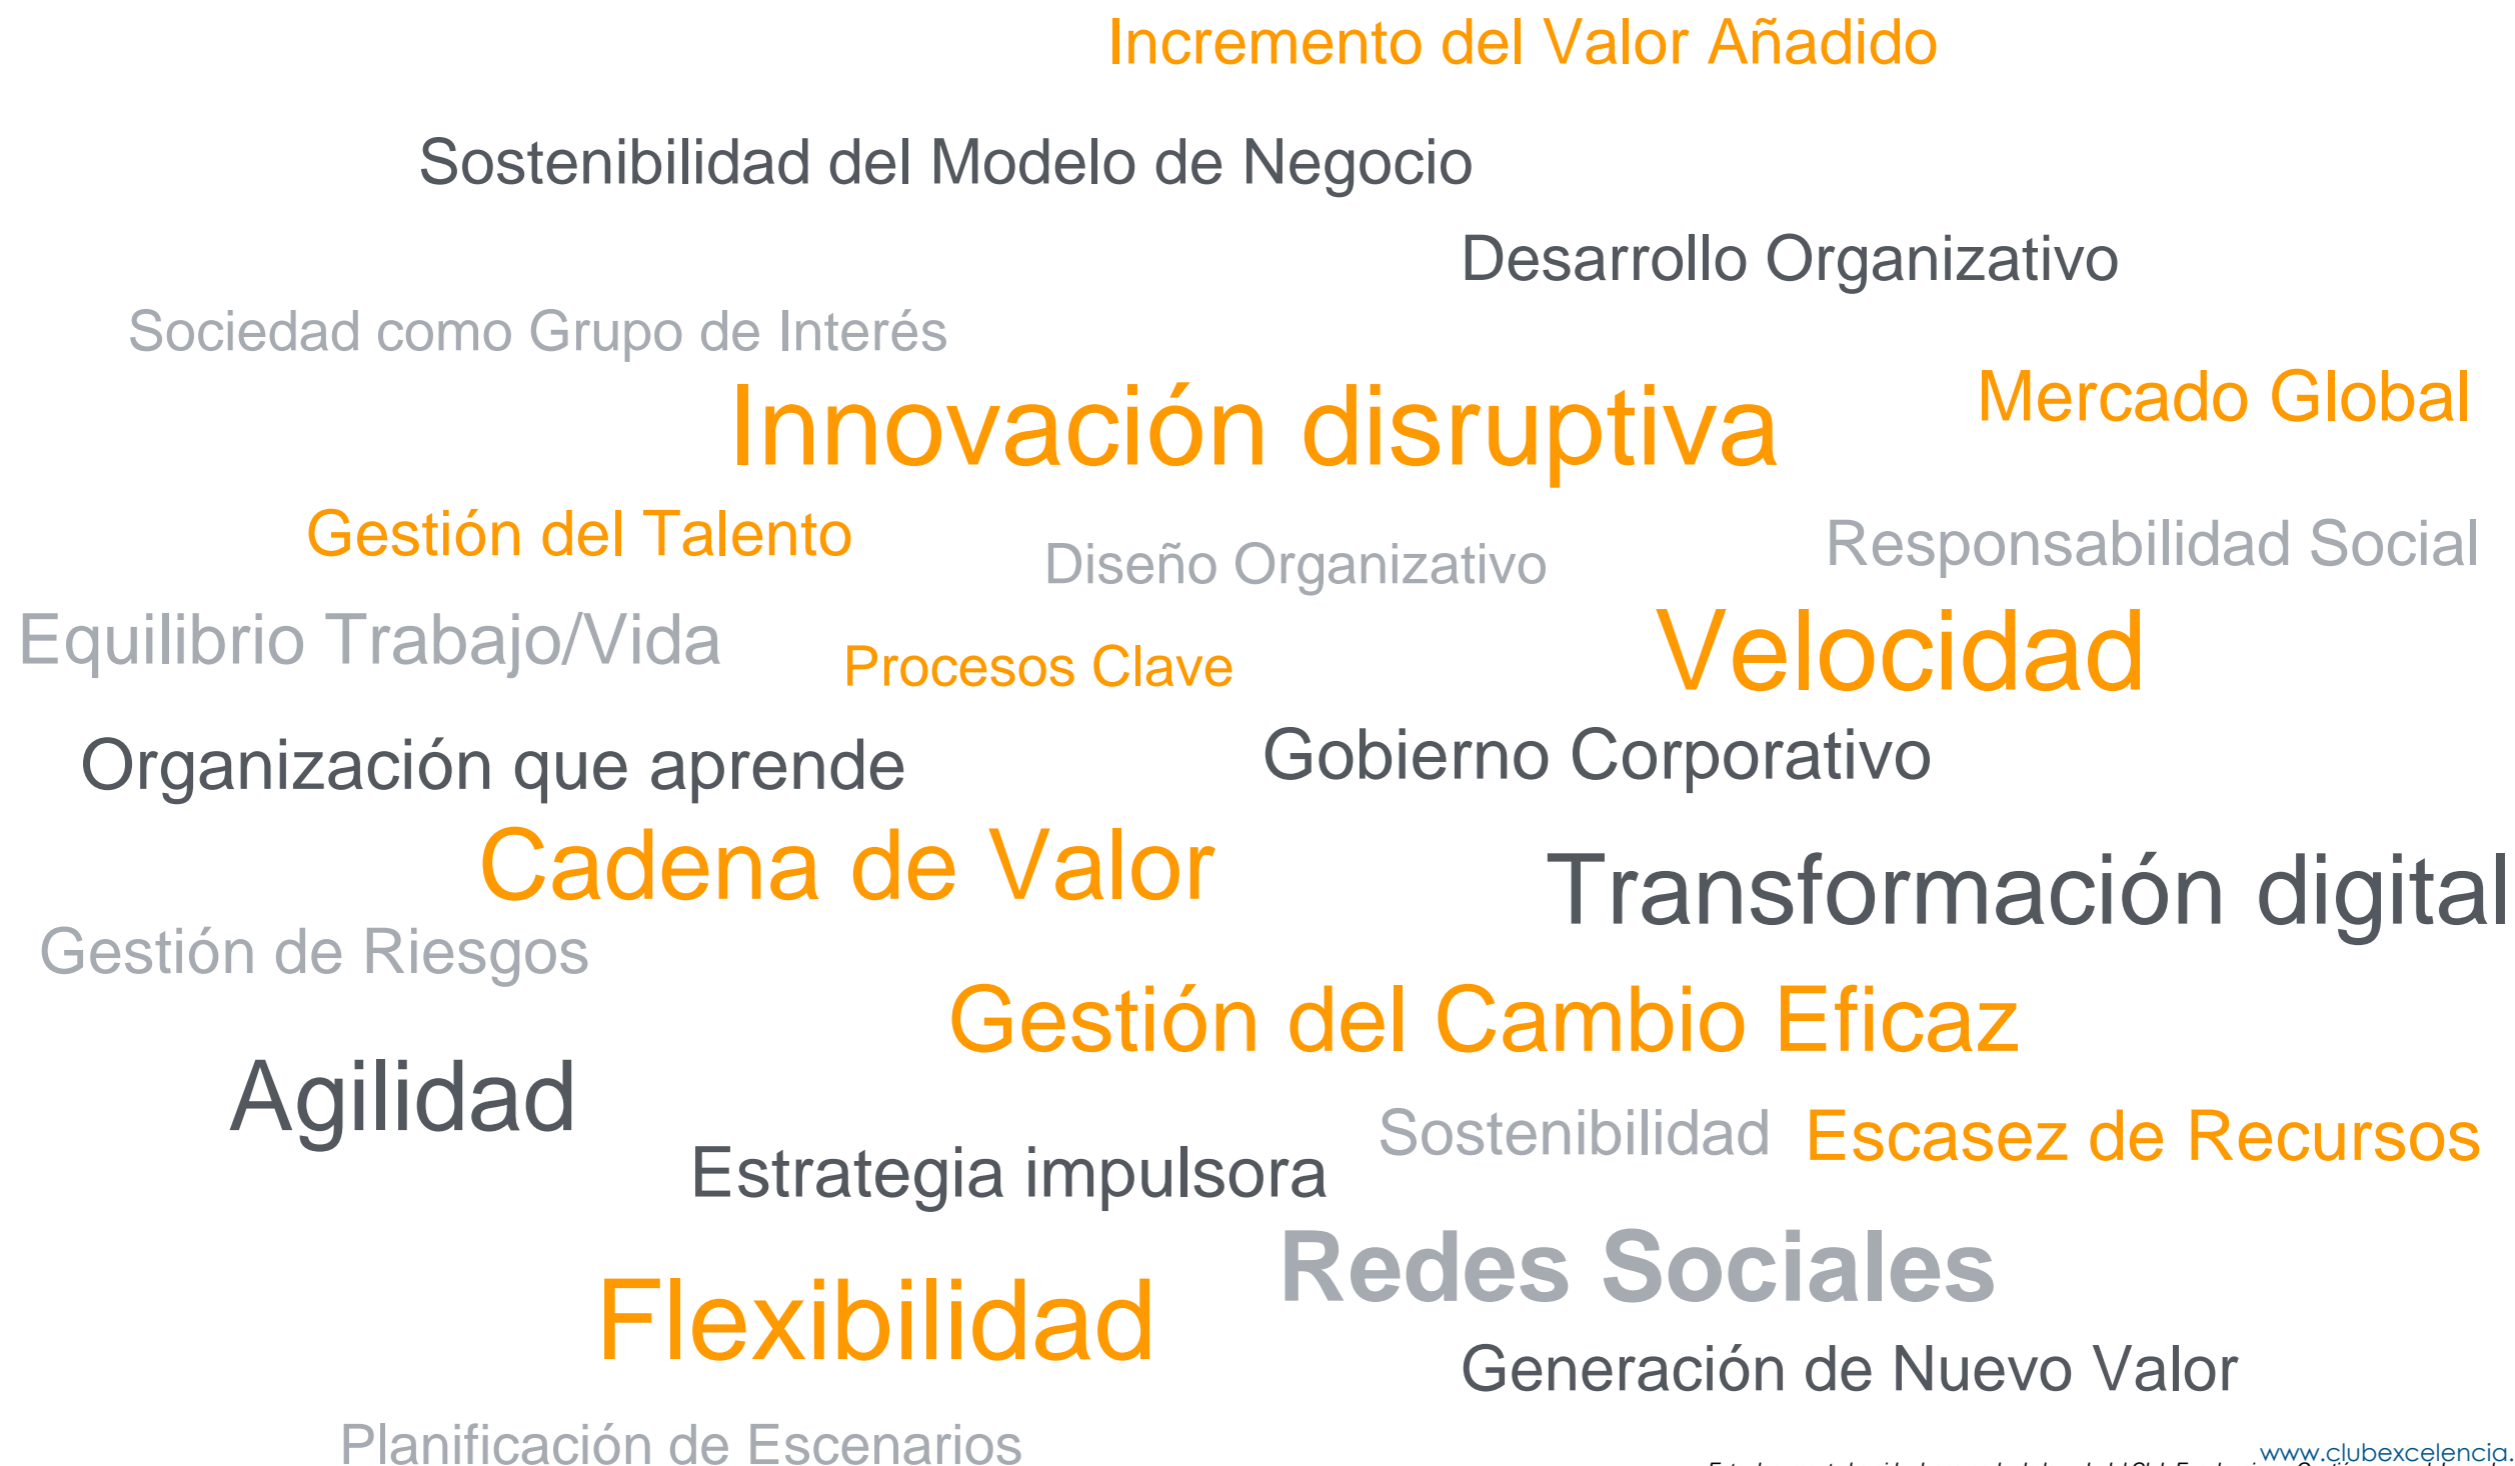 Incremento del Valor Añadido
Sostenibilidad del Modelo de Negocio
Desarrollo Organizativo
Sociedad como Grupo de Interés
Innovación disruptiva
Mercado Global
Gestión del Talento
Diseño Organizativo
Responsabilidad Social
Equilibrio Trabajo/Vida
Procesos Clave
Velocidad
Organización que aprende
Gobierno Corporativo
Cadena de Valor
Transformación digital
Gestión de Riesgos
Gestión del Cambio Eficaz
Agilidad
Sostenibilidad
Escasez de Recursos
Estrategia impulsora
Redes Sociales
Flexibilidad
Generación de Nuevo Valor
Planificación de Escenarios
www.clubexcelencia.